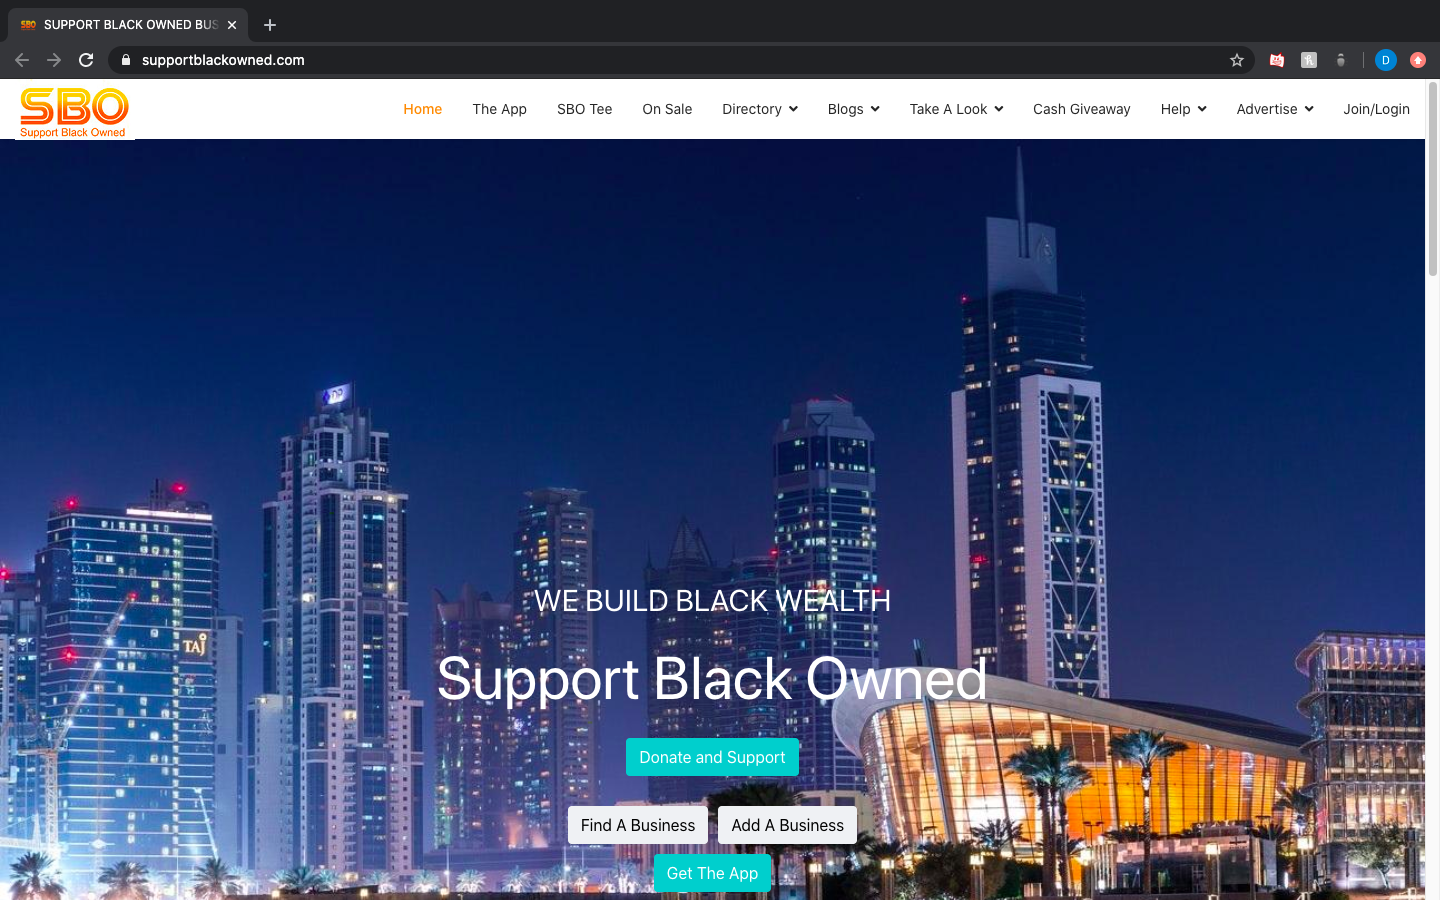 SUPPORT BLACK OWNED BUS
supportblackowned.com
D
SBO
Support Black Owned
Home
The App
SBO Tee
On Sale
Directory
Blogs
Take A Look
Cash Giveaway
Help
Advertise
Join/Login
TAJ
WE BUILD BLACK WEALTH
Support Black Owned
Donate and Support
Find A Business
Add A Business
Get The App